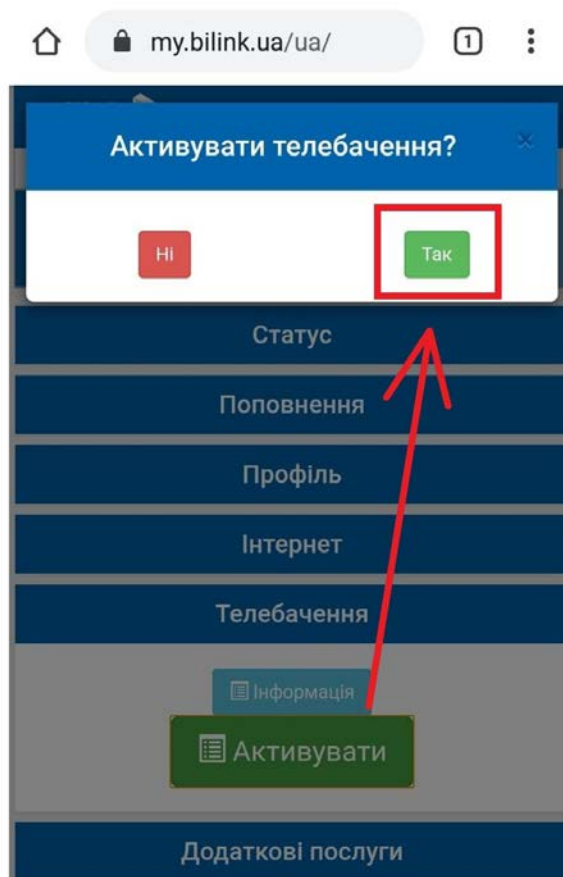 my.bilink.ua/ua/
1
Активувати телебачення?
×
Ні
Так
Статус
Поповнення
Профіль
Інтернет
Телебачення
Інформація
Активувати
Додаткові послуги